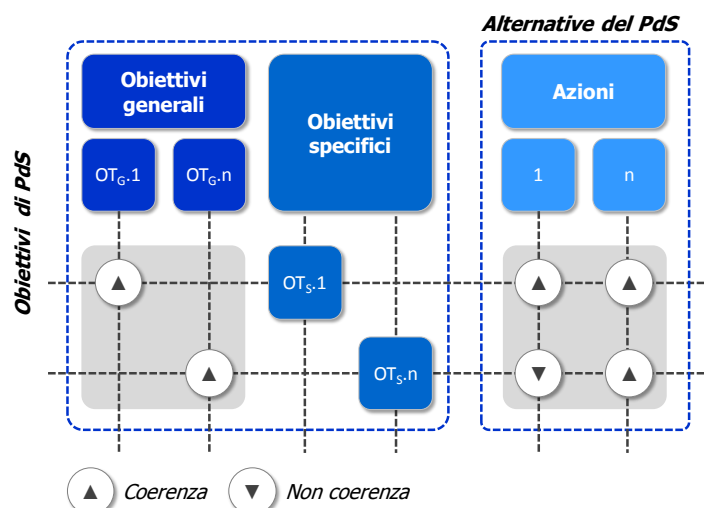 Alternative del PdS
Obiettivi
generali
Obiettivi
specifici
Azioni
OTG.1
OTG.n
1
n
Obiettivi di PdS
OTS.1
OTS.n
▲ Coerenza
▼ Non coerenza